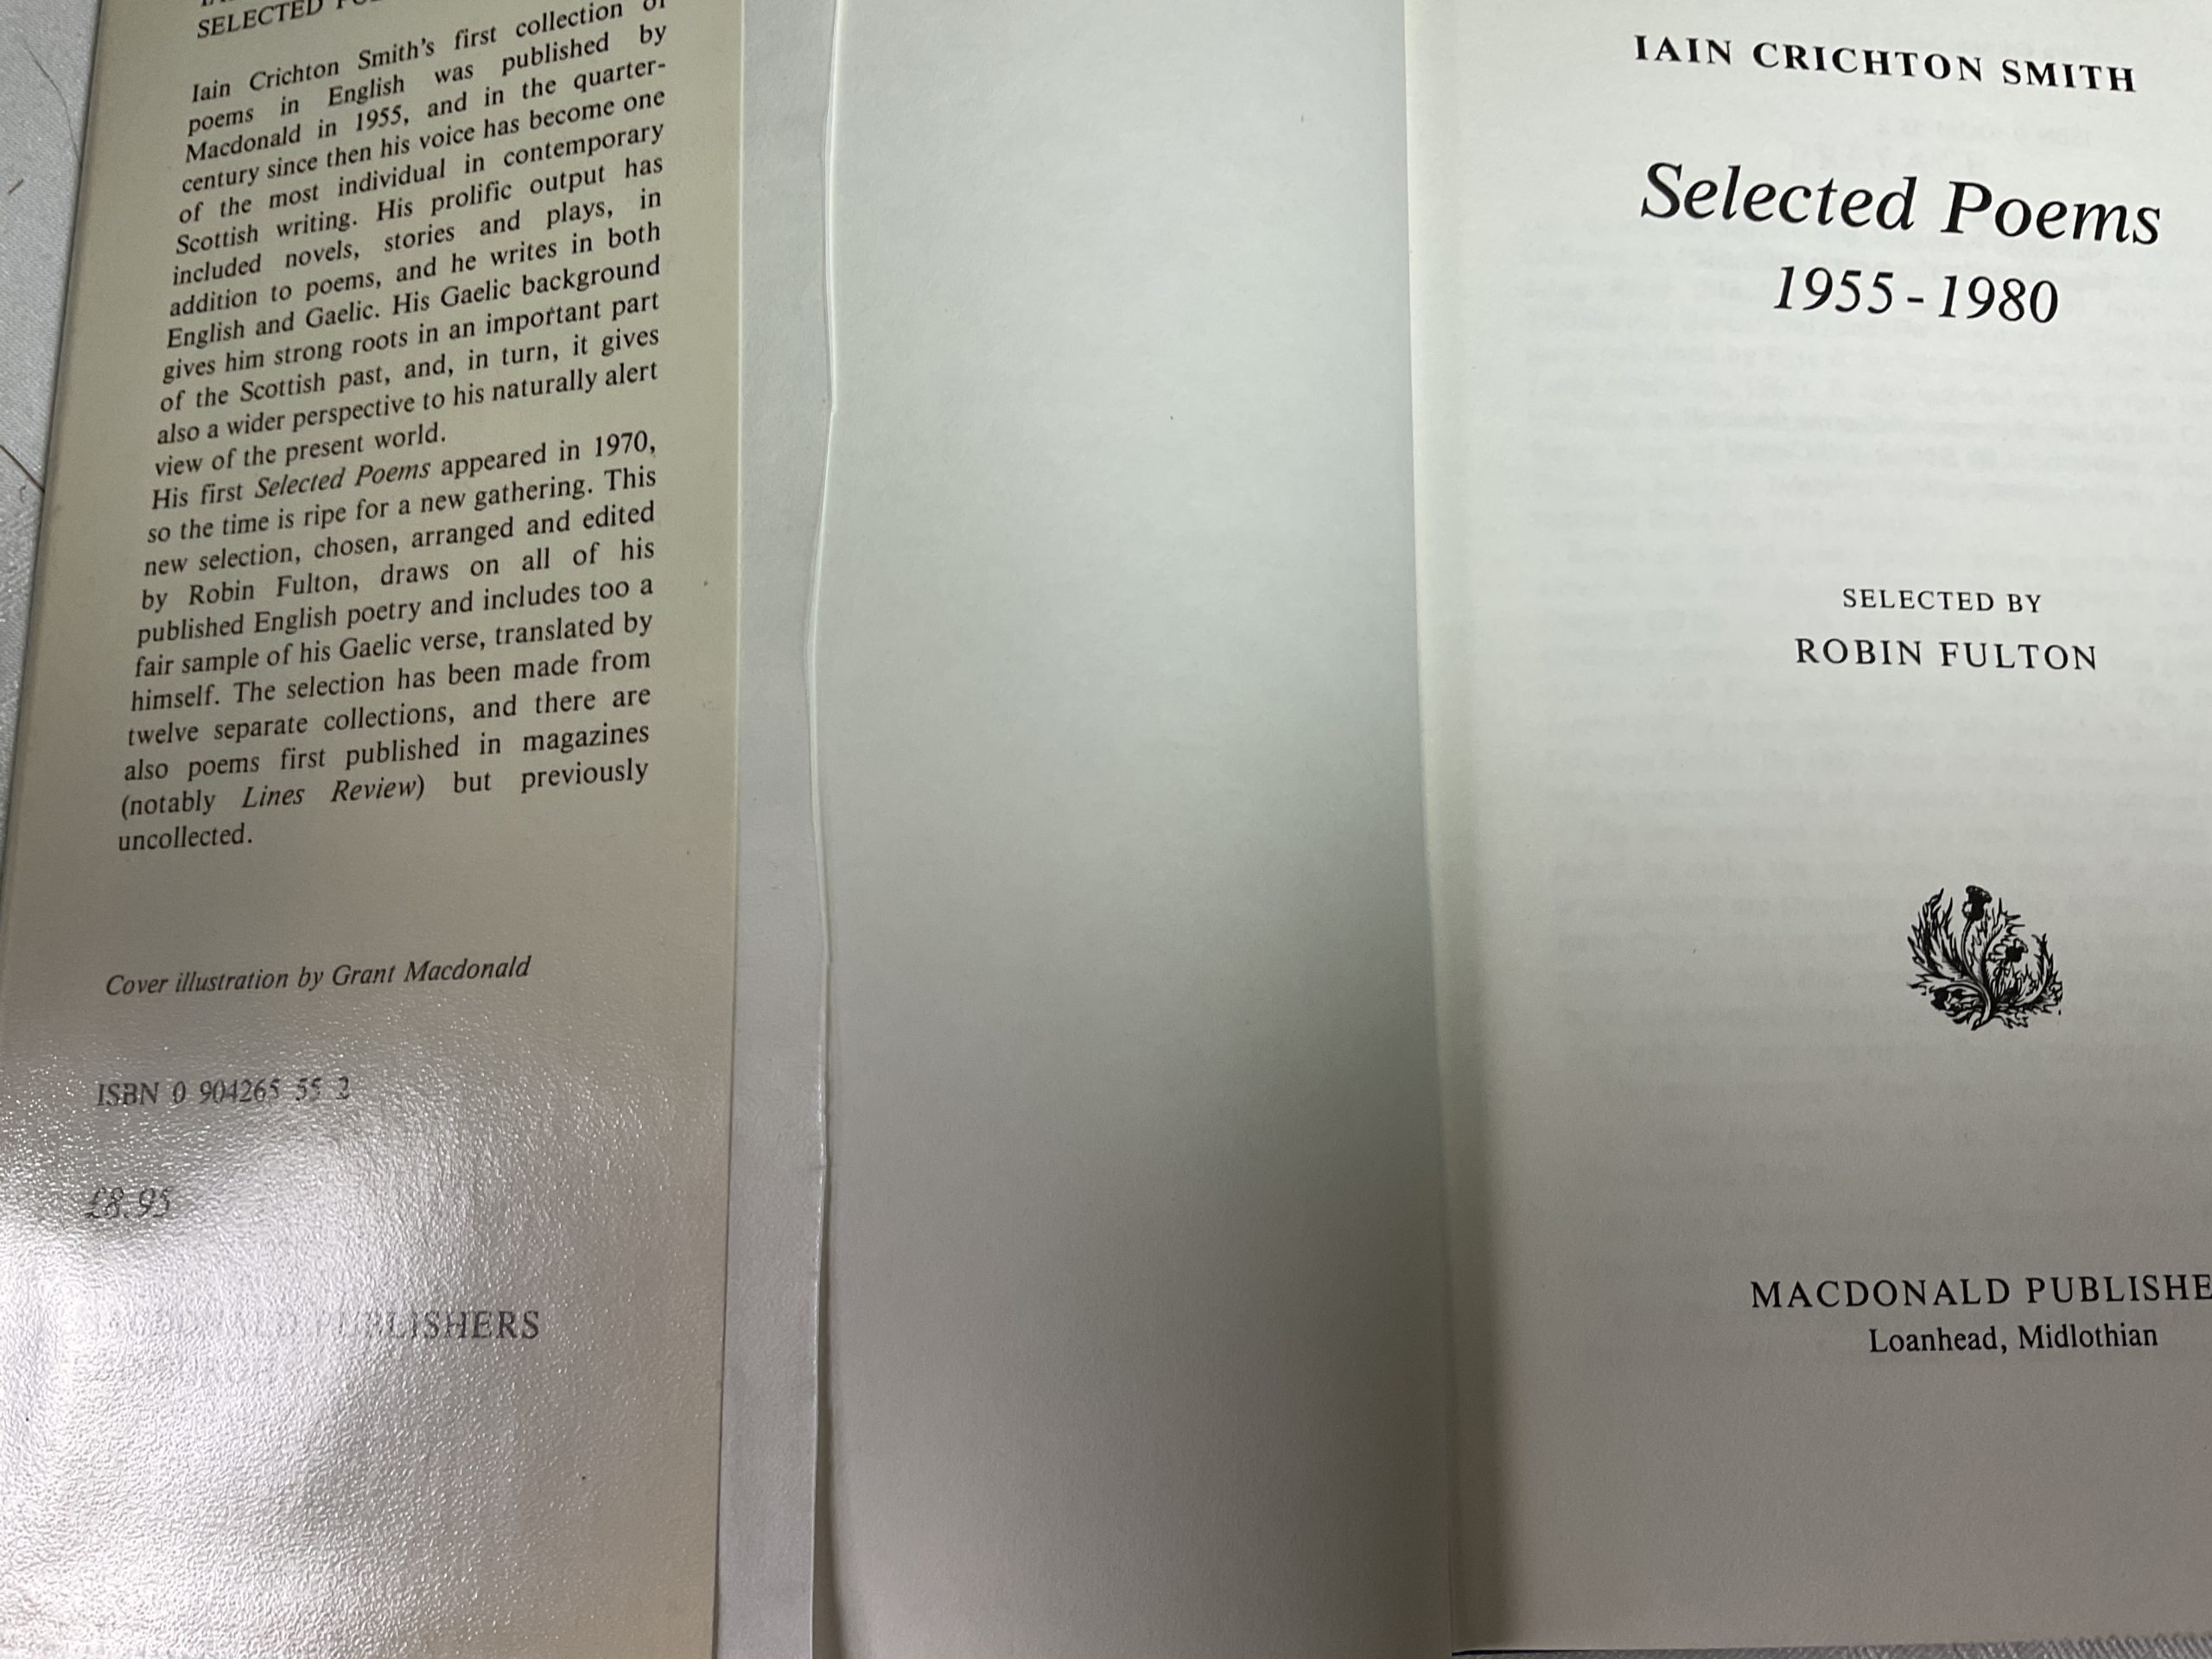 SELECTED
Iain Crichton Smith's first collection of
poems in English was published by
Macdonald in 1955, and in the quarter-
century since then his voice has become one
of the most individual in contemporary
Scottish writing. His prolific output has
included novels, stories and plays, in
addition to poems, and he writes in both
English and Gaelic. His Gaelic background
gives him strong roots in an important part
of the Scottish past, and, in turn, it gives
also a wider perspective to his naturally alert
view of the present world.
His first Selected Poems appeared in 1970,
so the time is ripe for a new gathering. This
new selection, chosen, arranged and edited
by Robin Fulton, draws on all of his
published English poetry and includes too a
fair sample of his Gaelic verse, translated by
himself. The selection has been made from
twelve separate collections, and there are
also poems first published in magazines
(notably Lines Review) but previously
uncollected.
Cover illustration by Grant Macdonald
ISBN 0 904265 55 2
£8.95
MACDONALD PUBLISHERS
IAIN CRICHTON SMITH
Selected Poems
1955-1980
SELECTED BY
ROBIN FULTON
MACDONALD PUBLISHE
Loanhead, Midlothian